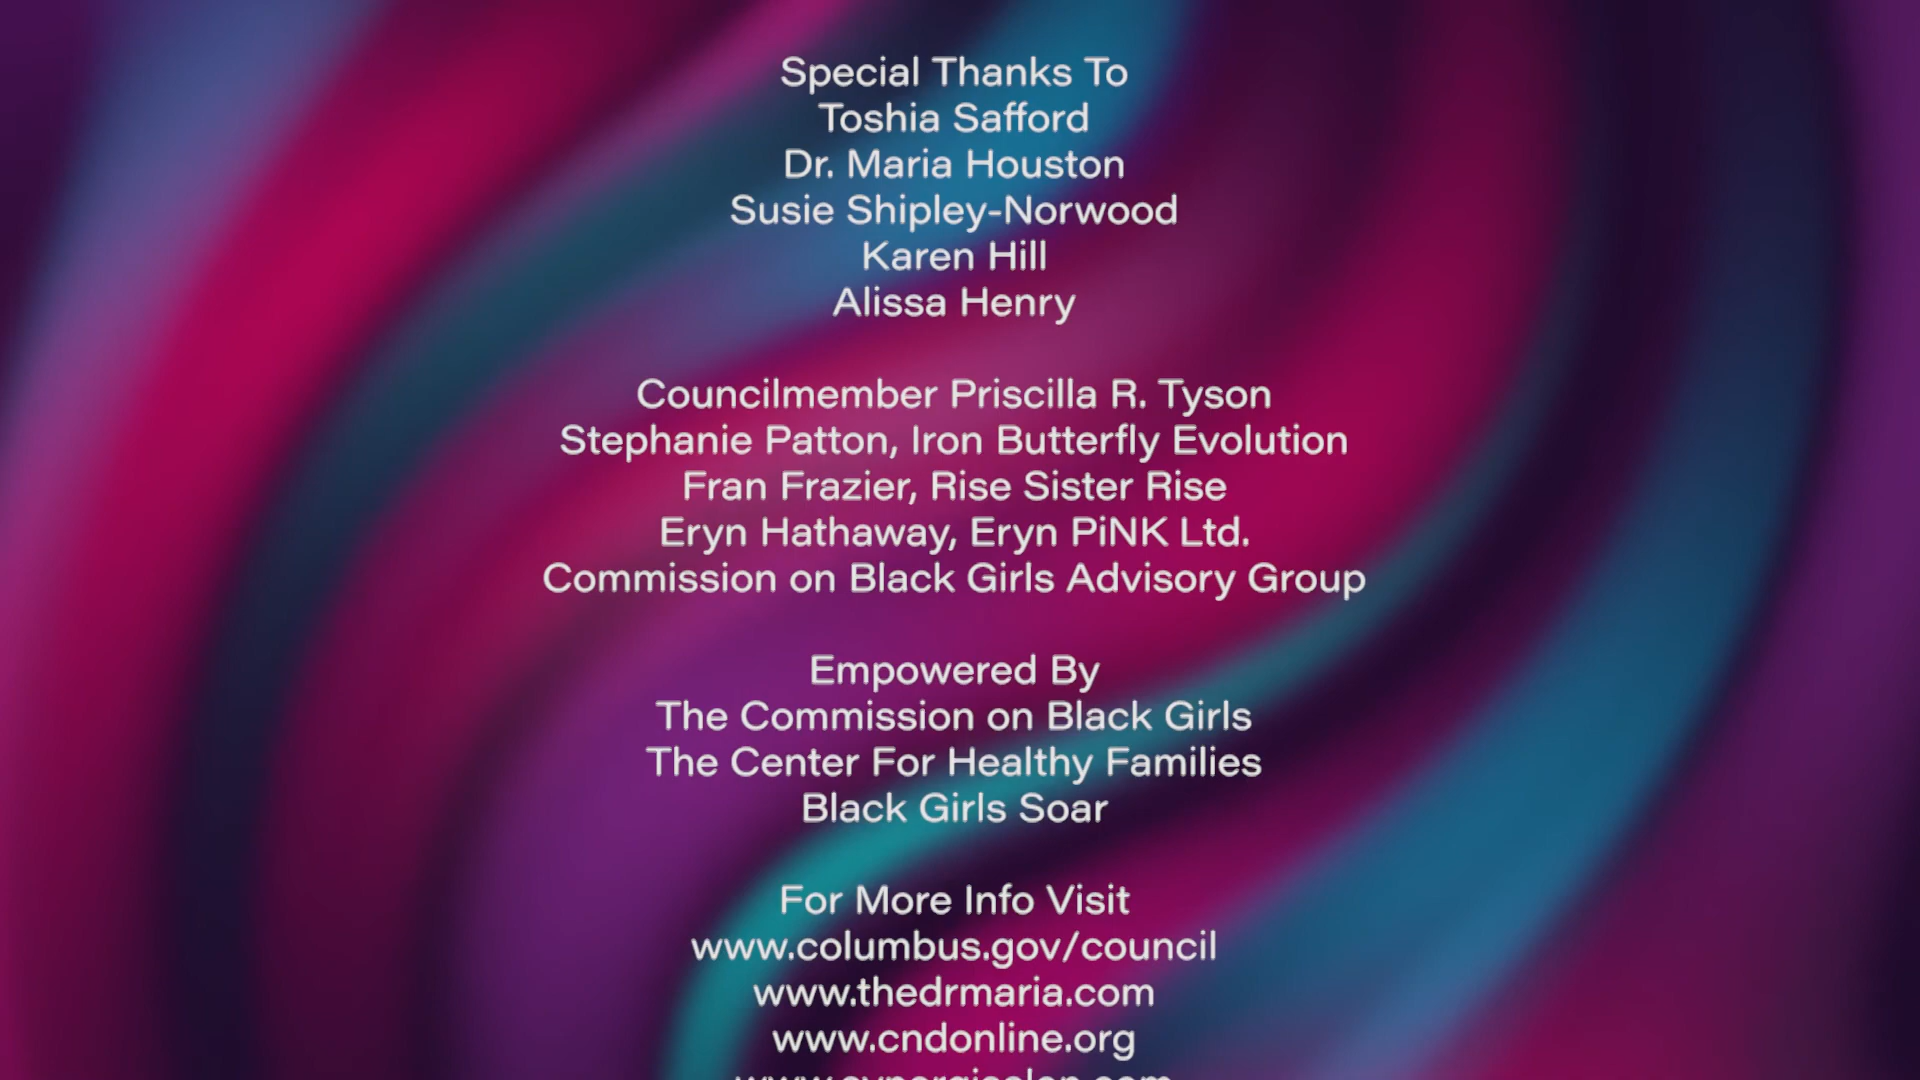 Special Thanks To
Toshia Safford
Dr. Maria Houston
Susie Shipley-Norwood
Karen Hill
Alissa Henry
Councilmember Priscilla R. Tyson
Stephanie Patton, Iron Butterfly Evolution
Fran Frazier, Rise Sister Rise
Eryn Hathaway, Eryn PiNK Ltd.
Commission on Black Girls Advisory Group
Empowered By
The Commission on Black Girls
The Center For Healthy Families
Black Girls Soar
For More Info Visit
www.columbus.gov/council
www.thedrmaria.com
www.cndonline.org